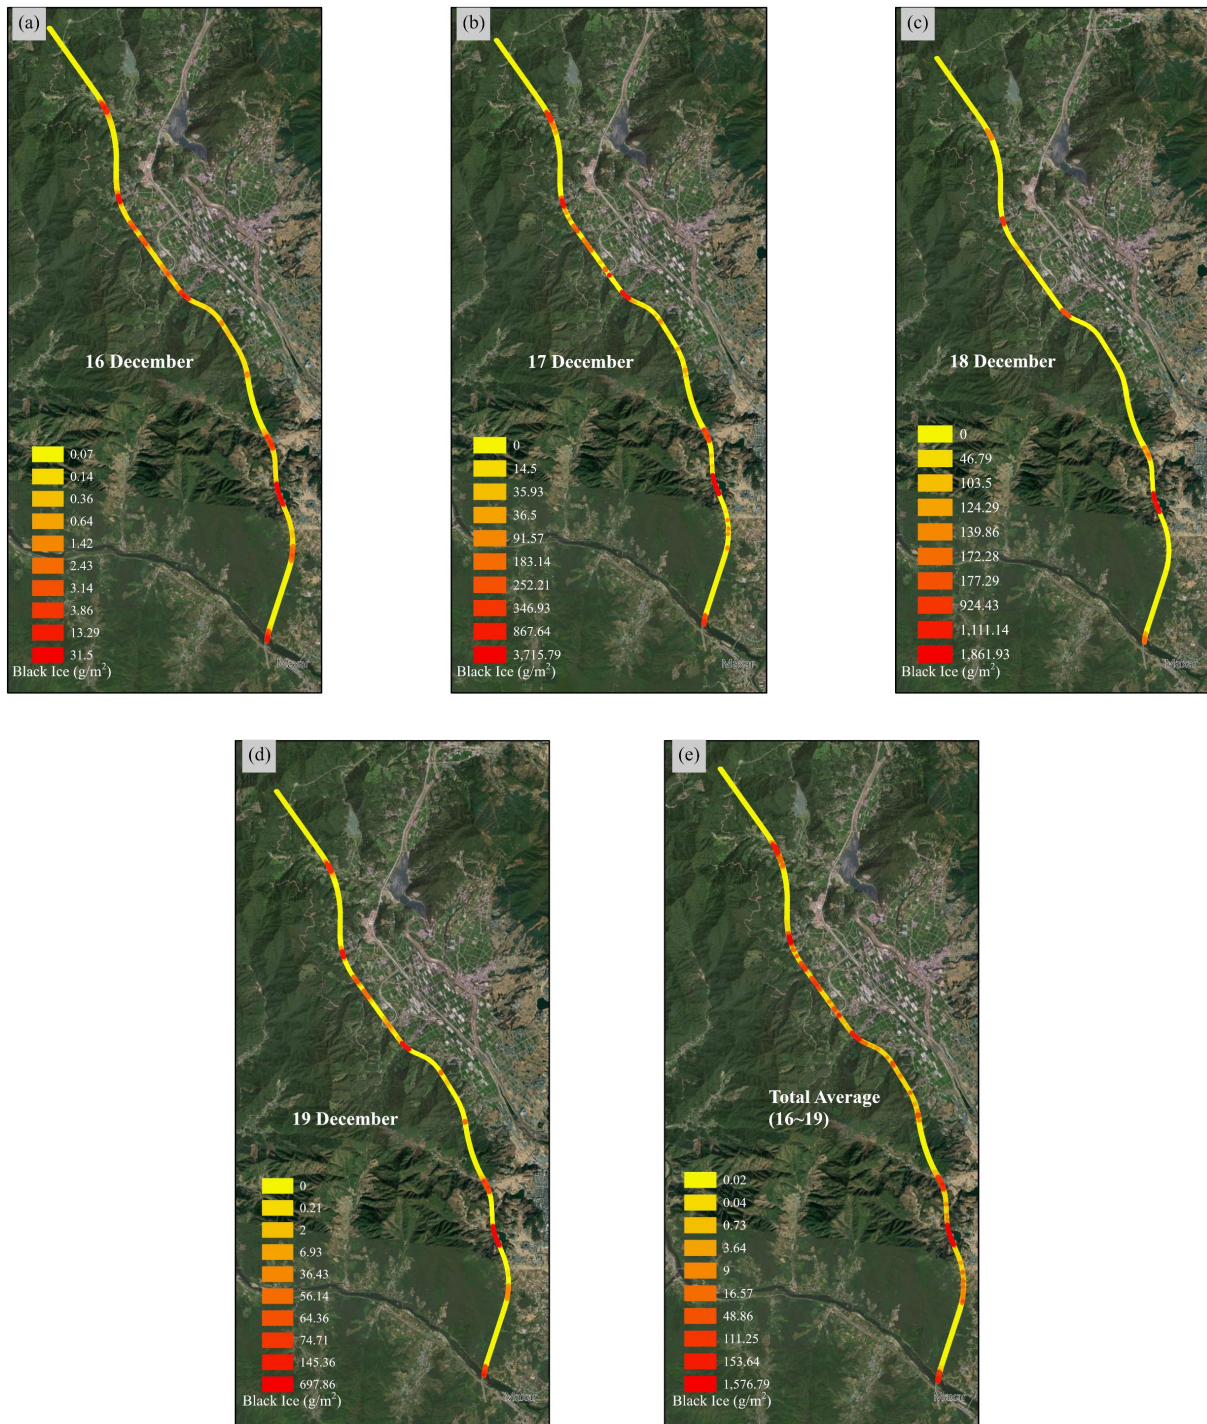 (a)
16 December
0.07
0.14
0.36
0.64
1.42
2.43
3.14
3.86
13.29
31.5
Black Ice (g/m²)
Maxar
(b)
17 December
0
14.5
35.93
36.5
91.57
183.14
252.21
346.93
867.64
3,715.79
Black Ice (g/m²)
Maxar
(c)
18 December
0
46.79
103.5
124.29
139.86
172.28
177.29
924.43
1,111.14
1,861.93
Black Ice (g/m²)
Maxar
(d)
19 December
0
0.21
2
6.93
36.43
56.14
64.36
74.71
145.36
697.86
Black Ice (g/m²)
Maxar
(e)
Total Average
(16~19)
0.02
0.04
0.73
3.64
9
16.57
48.86
111.25
153.64
1,576.79
Black Ice (g/m²)
Maxar